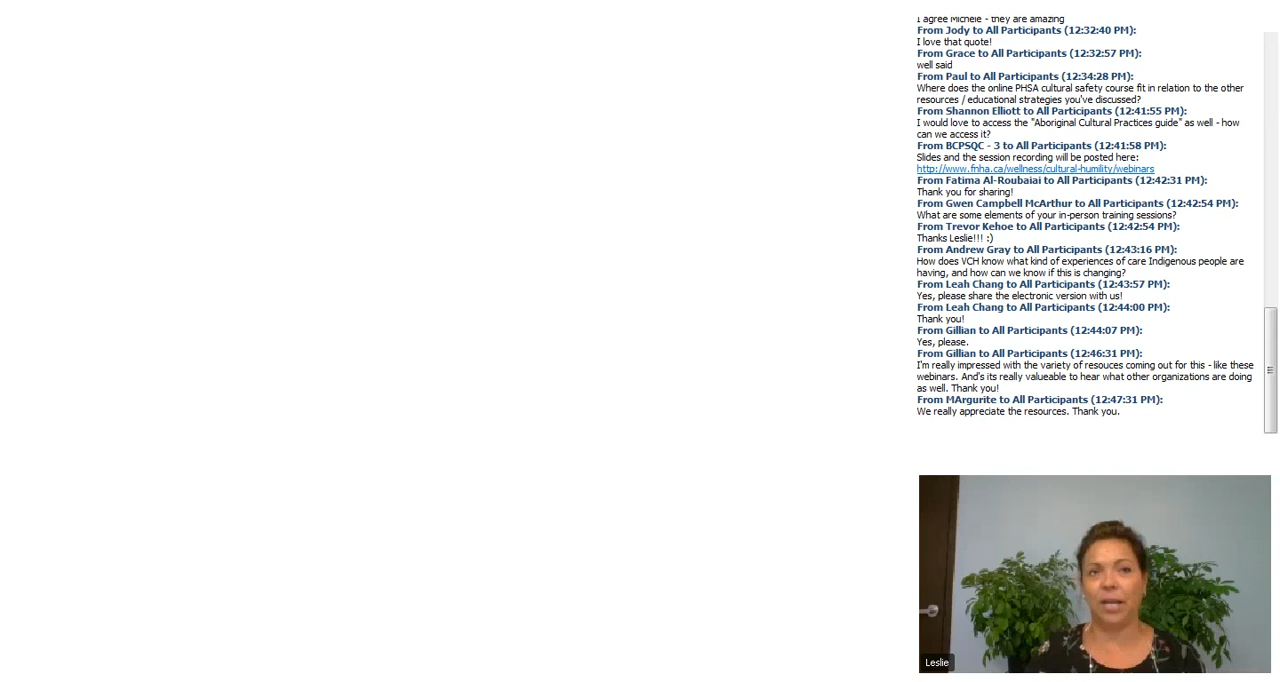 I agree Michele - they are amazing
From Jody to All Participants (12:32:40 PM):
I love that quote!
From Grace to All Participants (12:32:57 PM):
well said
From Paul to All Participants (12:34:28 PM):
Where does the online PHSA cultural safety course fit in relation to the other
resources / educational strategies you've discussed?
From Shannon Elliott to All Participants (12:41:55 PM):
I would love to access the "Aboriginal Cultural Practices guide" as well - how
can we access it?
From BCPSQC - 3 to All Participants (12:41:58 PM):
Slides and the session recording will be posted here:
http://www.fnha.ca/wellness/cultural-humility/webinars
From Fatima Al-Roubaiai to All Participants (12:42:31 PM):
Thank you for sharing!
From Gwen Campbell McArthur to All Participants (12:42:54 PM):
What are some elements of your in-person training sessions?
From Trevor Kehoe to All Participants (12:42:54 PM):
Thanks Leslie!!! :)
From Andrew Gray to All Participants (12:43:16 PM):
How does VCH know what kind of experiences of care Indigenous people are
having, and how can we know if this is changing?
From Leah Chang to All Participants (12:43:57 PM):
Yes, please share the electronic version with us!
From Leah Chang to All Participants (12:44:00 PM):
Thank you!
From Gillian to All Participants (12:44:07 PM):
Yes, please.
From Gillian to All Participants (12:46:31 PM):
I'm really impressed with the variety of resouces coming out for this - like these
webinars. And's its really valueable to hear what other organizations are doing
as well. Thank you!
From MArgurite to All Participants (12:47:31 PM):
We really appreciate the resources. Thank you.
Leslie